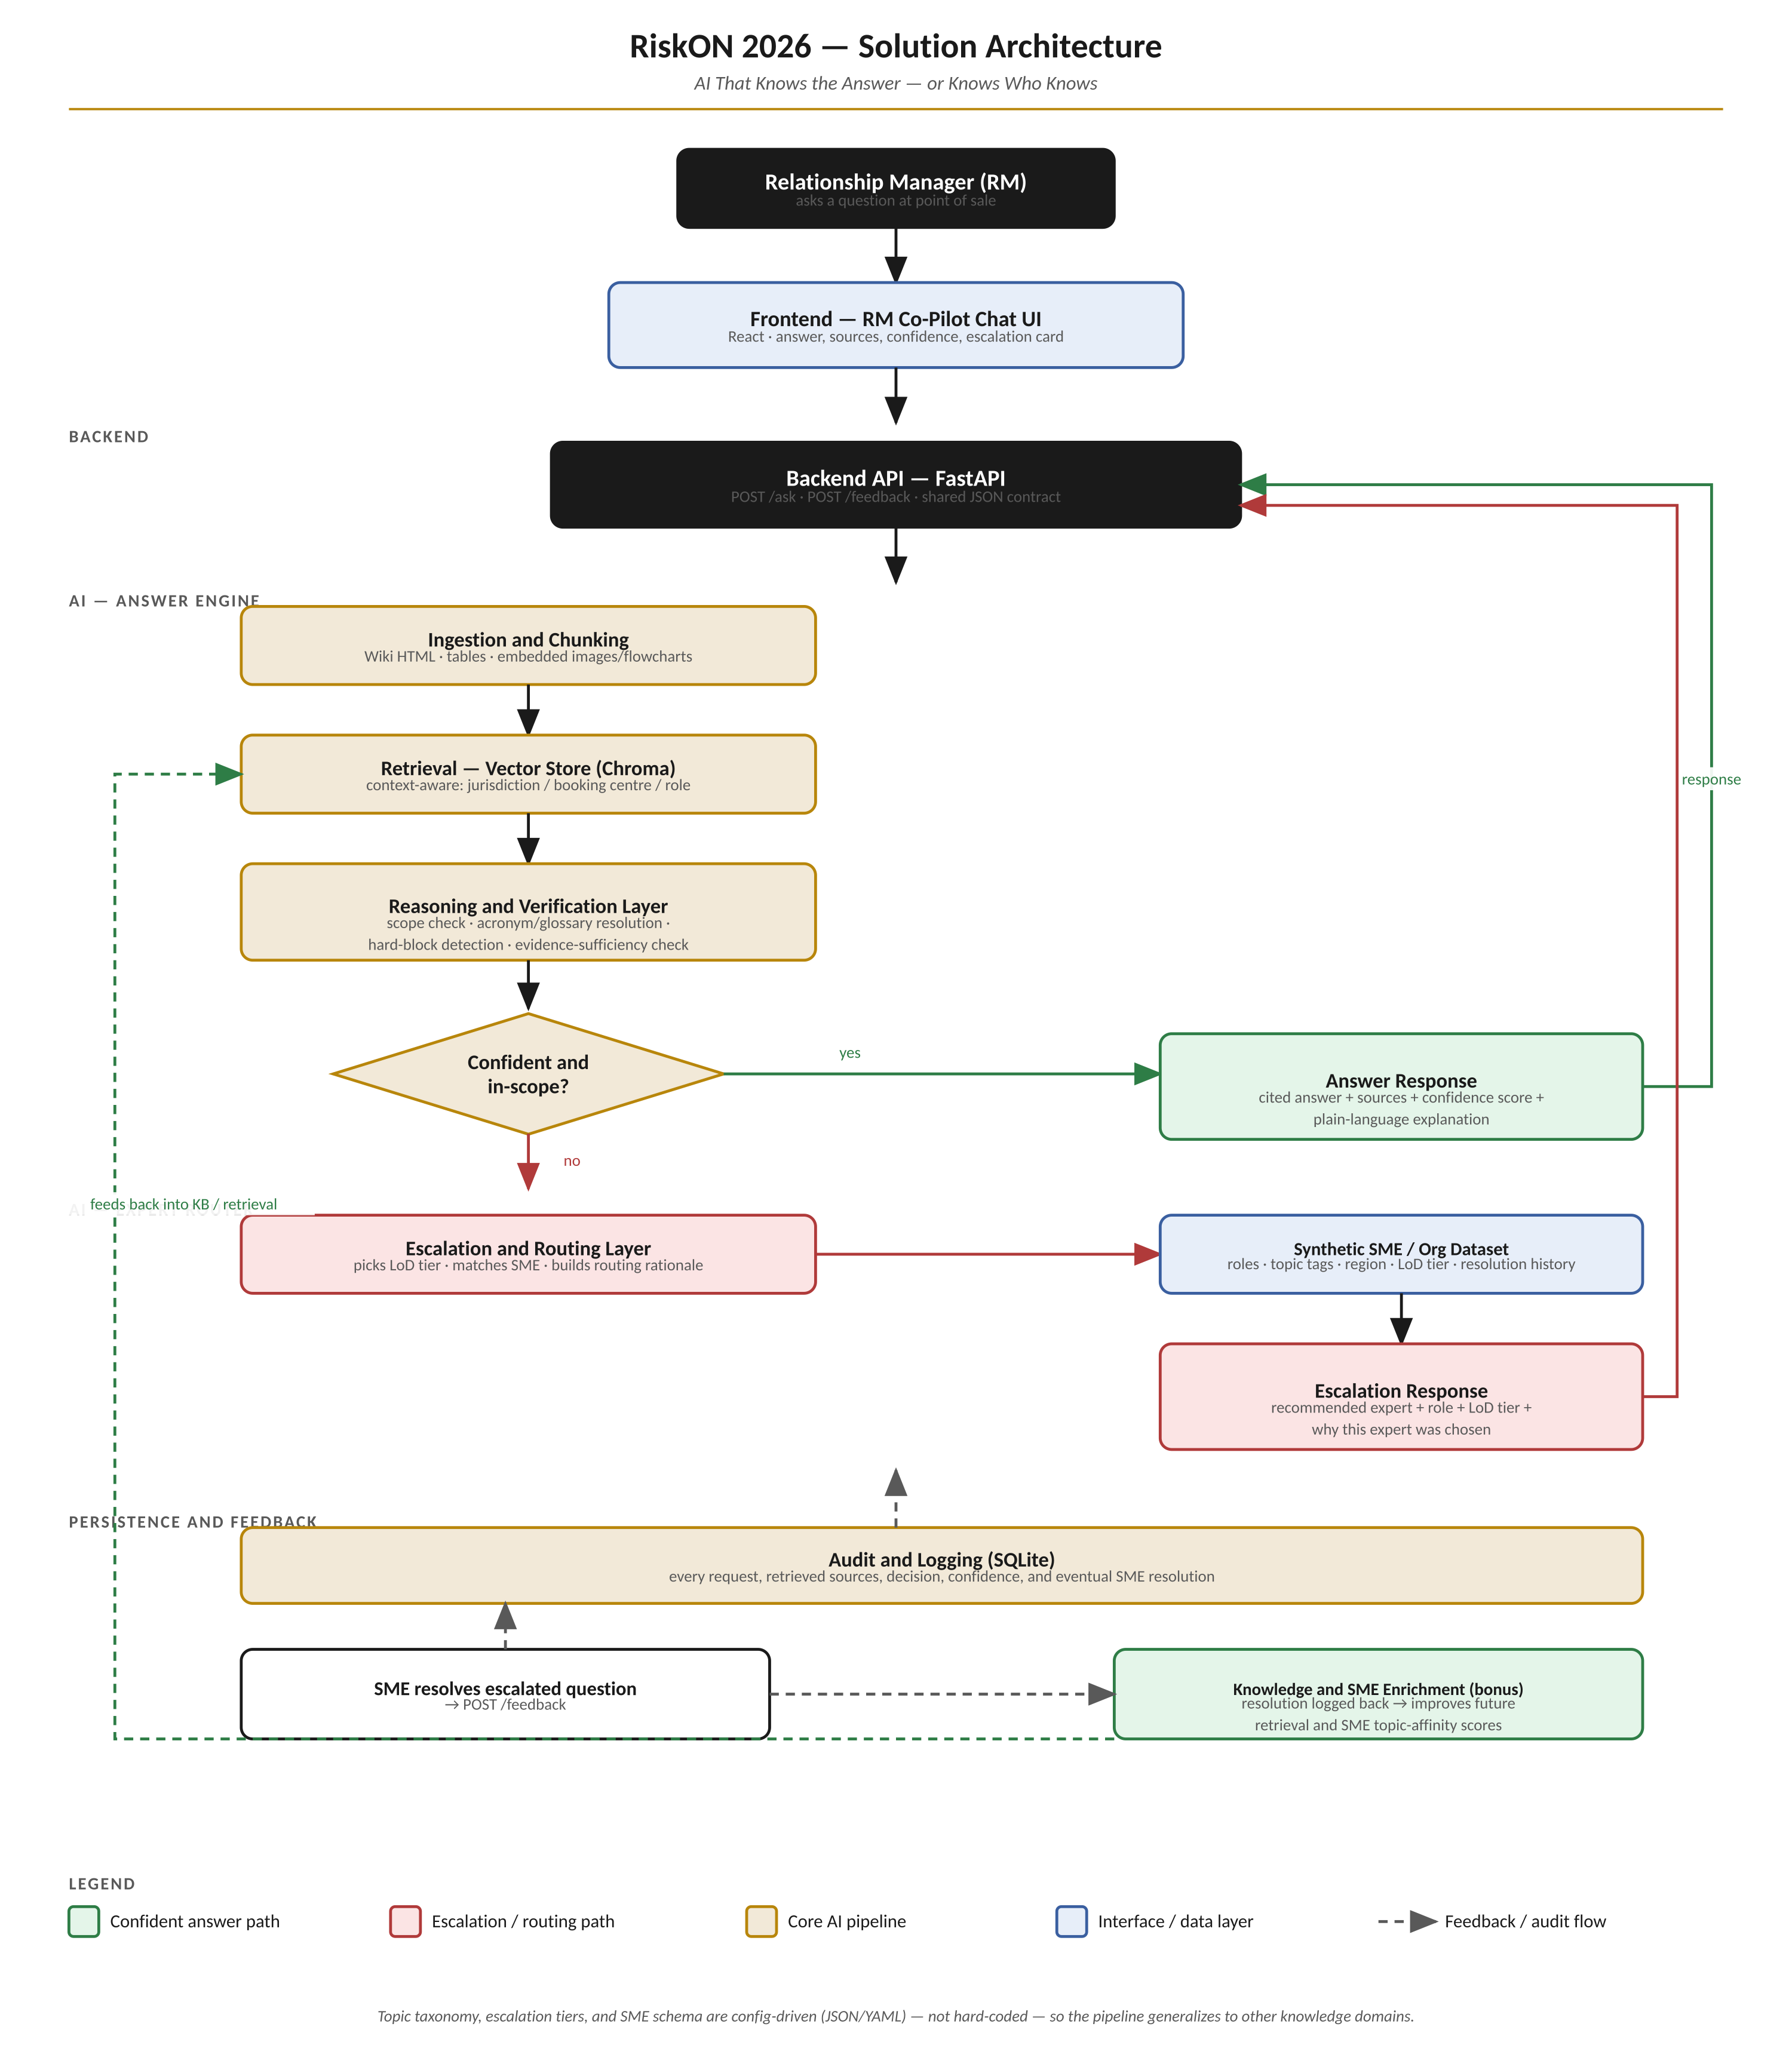 RiskON 2026 — Solution Architecture
AI That Knows the Answer — or Knows Who Knows
Relationship Manager (RM)
asks a question at point of sale
Frontend — RM Co-Pilot Chat UI
React · answer, sources, confidence, escalation card
BACKEND
Backend API — FastAPI
POST /ask · POST /feedback · shared JSON contract
AI — ANSWER ENGINE
Ingestion and Chunking
Wiki HTML · tables · embedded images/flowcharts
Retrieval — Vector Store (Chroma)
context-aware: jurisdiction / booking centre / role
response
Reasoning and Verification Layer
scope check · acronym/glossary resolution ·
hard-block detection · evidence-sufficiency check
Confident and
in-scope?
yes
Answer Response
cited answer + sources + confidence score +
plain-language explanation
no
feeds back into KB / retrieval
Escalation and Routing Layer
picks LoD tier · matches SME · builds routing rationale
Synthetic SME / Org Dataset
roles · topic tags · region · LoD tier · resolution history
Escalation Response
recommended expert + role + LoD tier +
why this expert was chosen
PERSISTENCE AND FEEDBACK
Audit and Logging (SQLite)
every request, retrieved sources, decision, confidence, and eventual SME resolution
SME resolves escalated question
→ POST /feedback
Knowledge and SME Enrichment (bonus)
resolution logged back → improves future
retrieval and SME topic-affinity scores
LEGEND
Confident answer path
Escalation / routing path
Core AI pipeline
Interface / data layer
Feedback / audit flow
Topic taxonomy, escalation tiers, and SME schema are config-driven (JSON/YAML) — not hard-coded — so the pipeline generalizes to other knowledge domains.